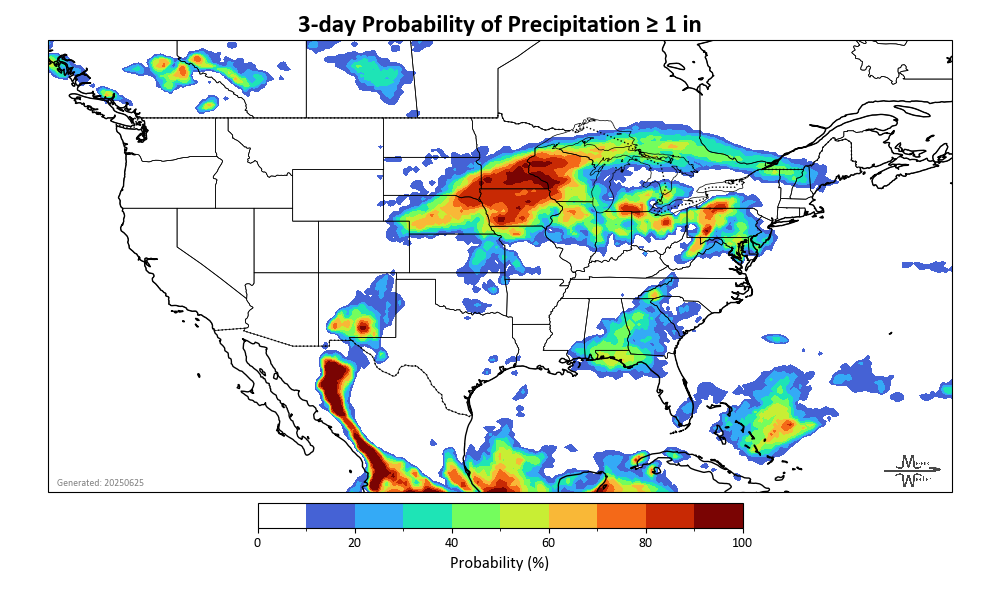 3-day Probability of Precipitation ≥ 1 in
Generated: 20250625
0 20 40 60 80 100
Probability (%)